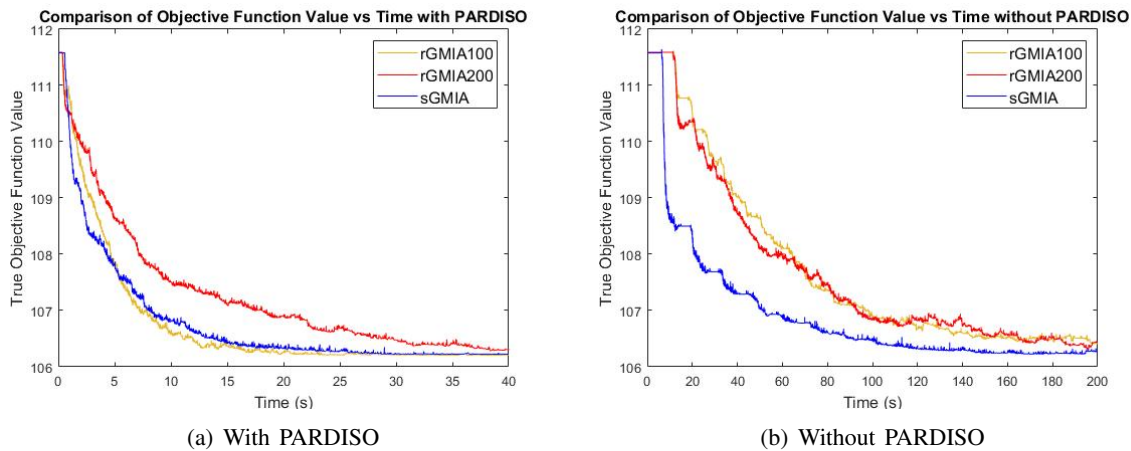 Comparison of Objective Function Value vs Time with PARDISO
112
111
110
109
108
107
106
True Objective Function Value
rGMIA100
rGMIA200
sGMIA
0 5 10 15 20 25 30 35 40
Time (s)
(a) With PARDISO
Comparison of Objective Function Value vs Time without PARDISO
112
111
110
109
108
107
106
True Objective Function Value
rGMIA100
rGMIA200
sGMIA
0 20 40 60 80 100 120 140 160 180 200
Time (s)
(b) Without PARDISO